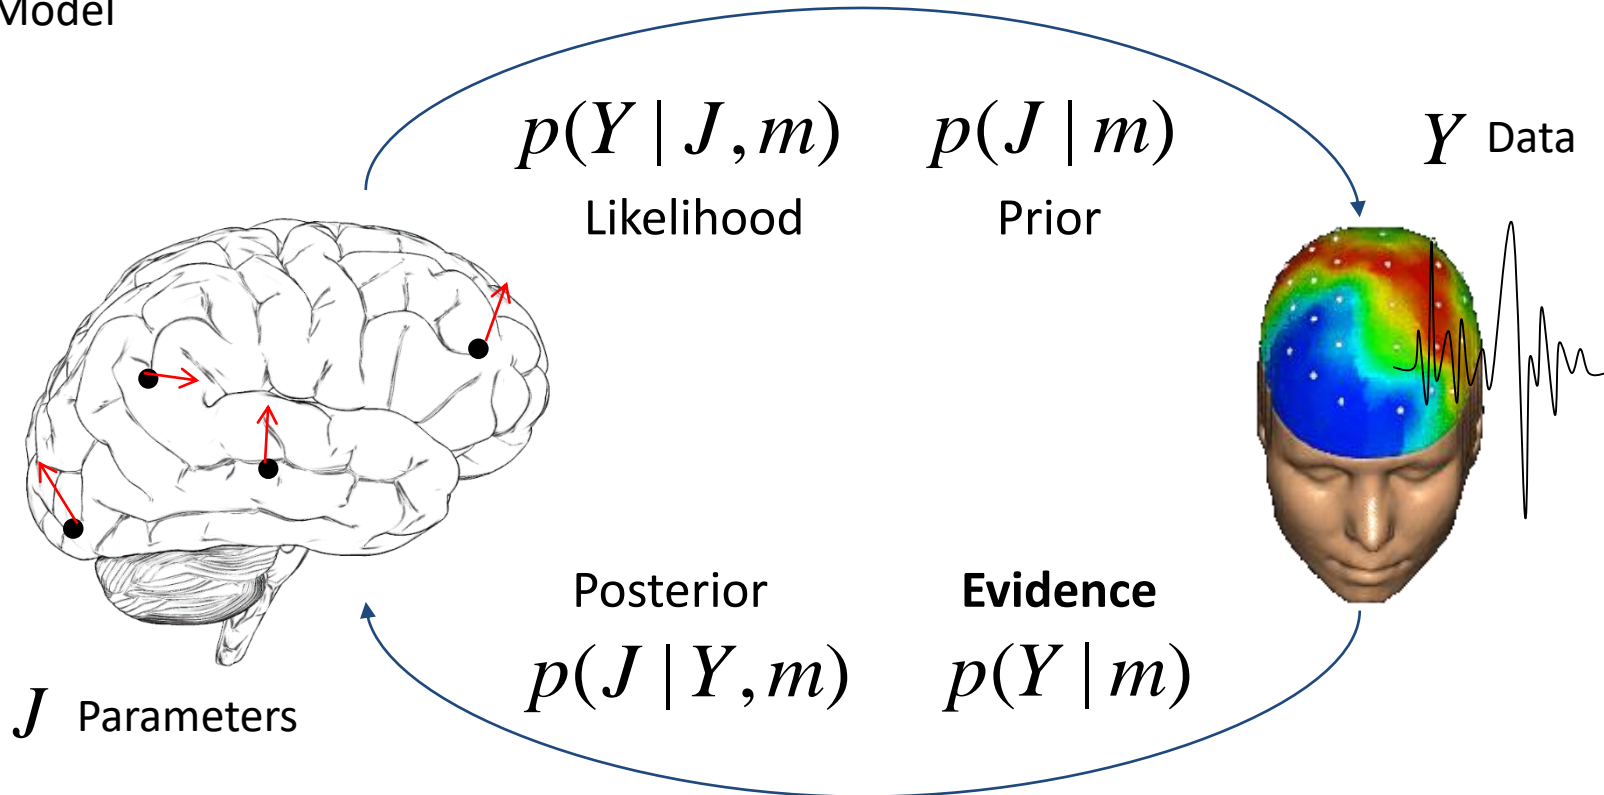 Model
p(Y | J, m) p(J | m)
Y Data
Likelihood Prior
Posterior Evidence
p(J | Y, m) p(Y | m)
J Parameters